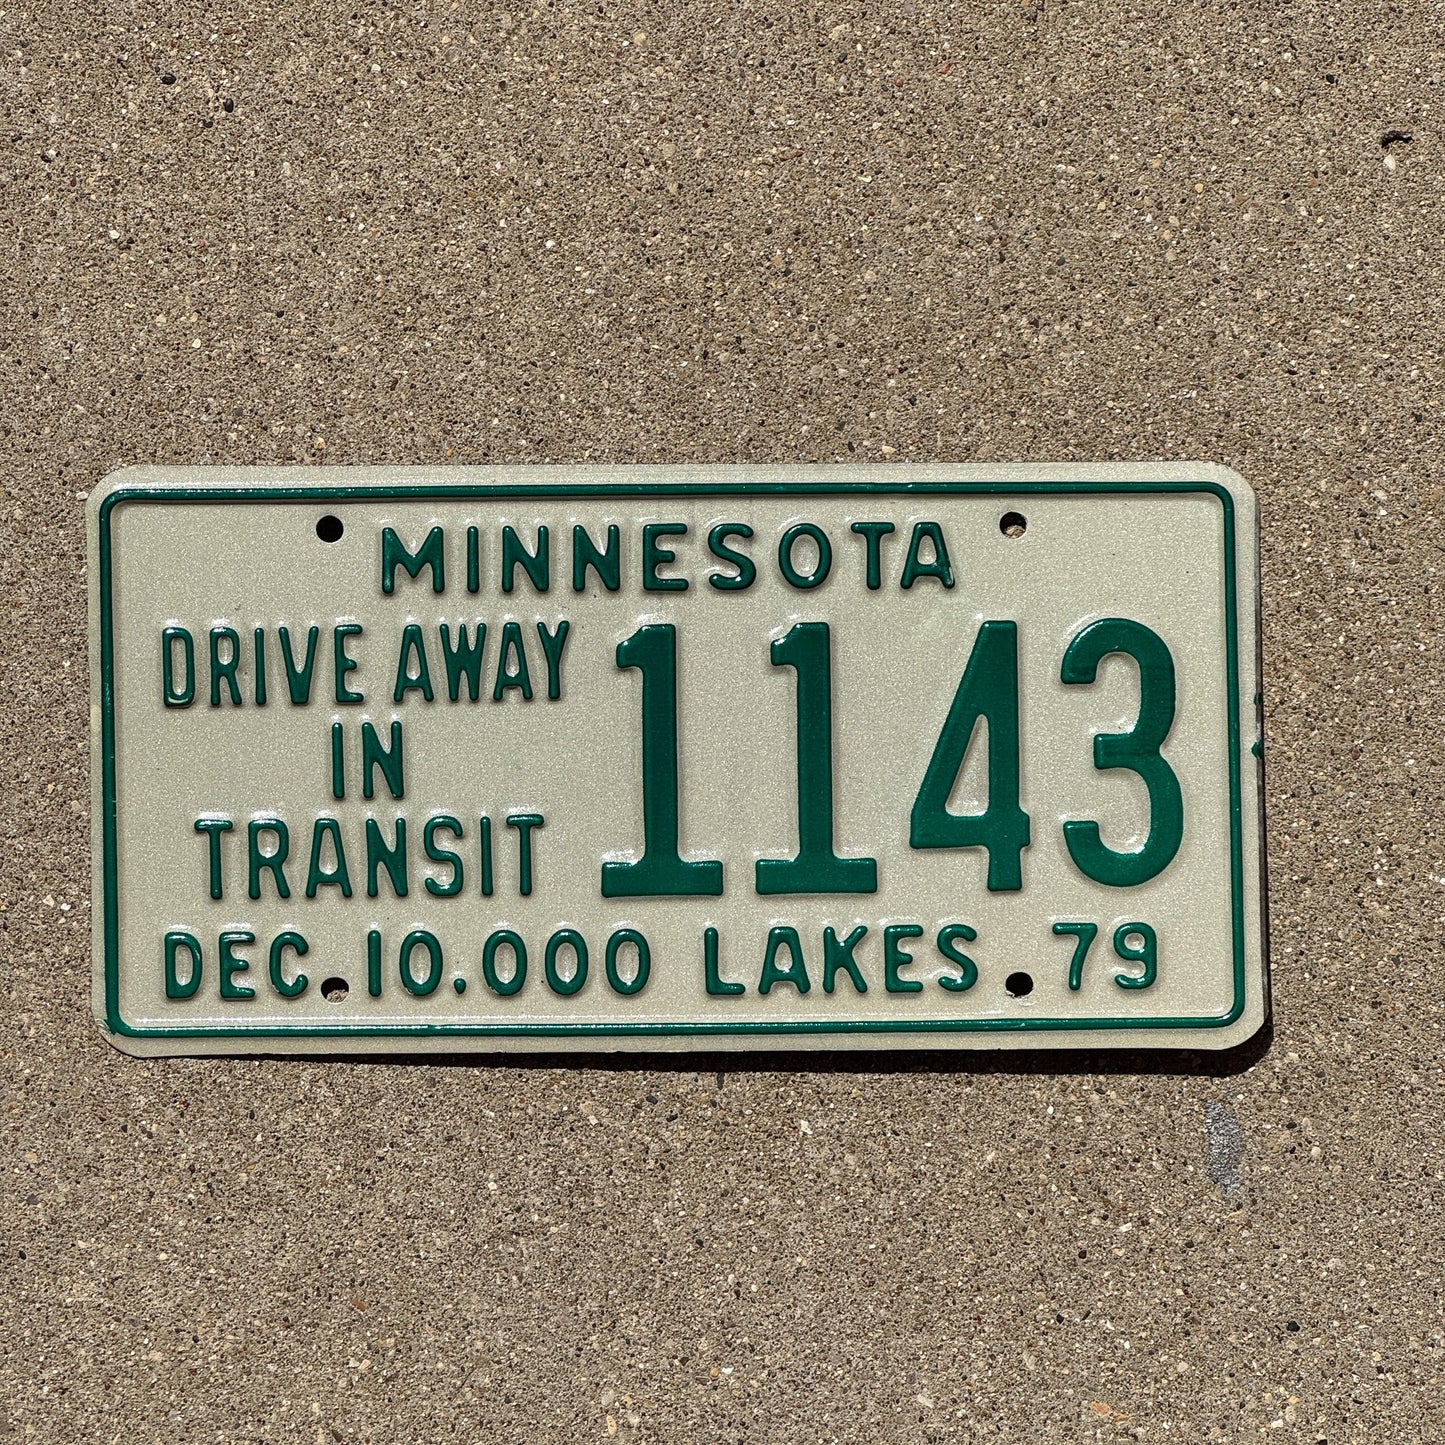 MINNESOTA
DRIVE AWAY
IN
TRANSIT
1143
DEC. 10,000 LAKES 79